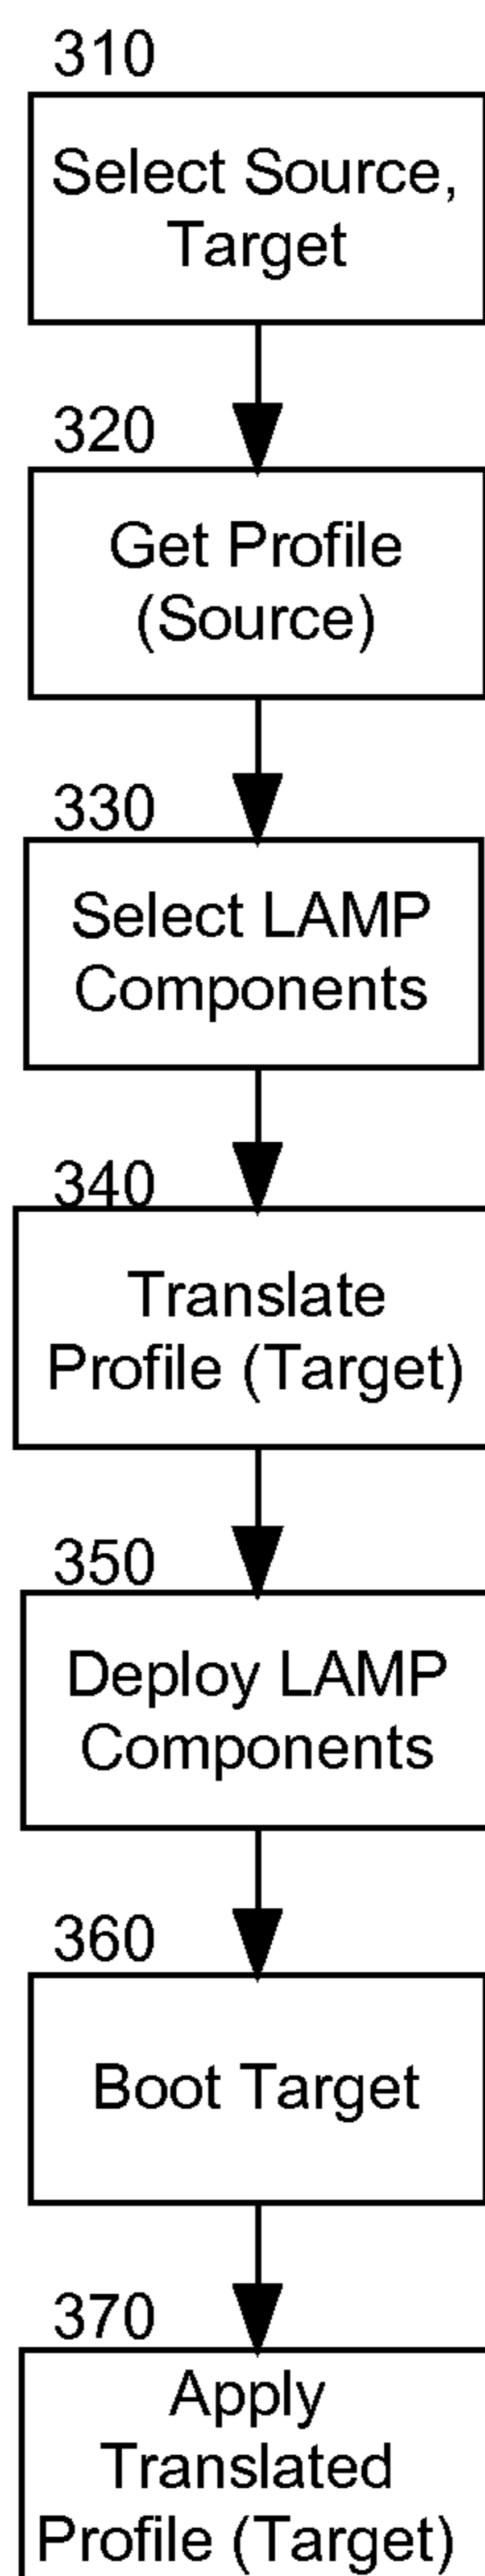 310
Select Source,
Target
320
Get Profile
(Source)
330
Select LAMP
Components
340
Translate
Profile (Target)
350
Deploy LAMP
Components
360
Boot Target
370
Apply
Translated
Profile (Target)